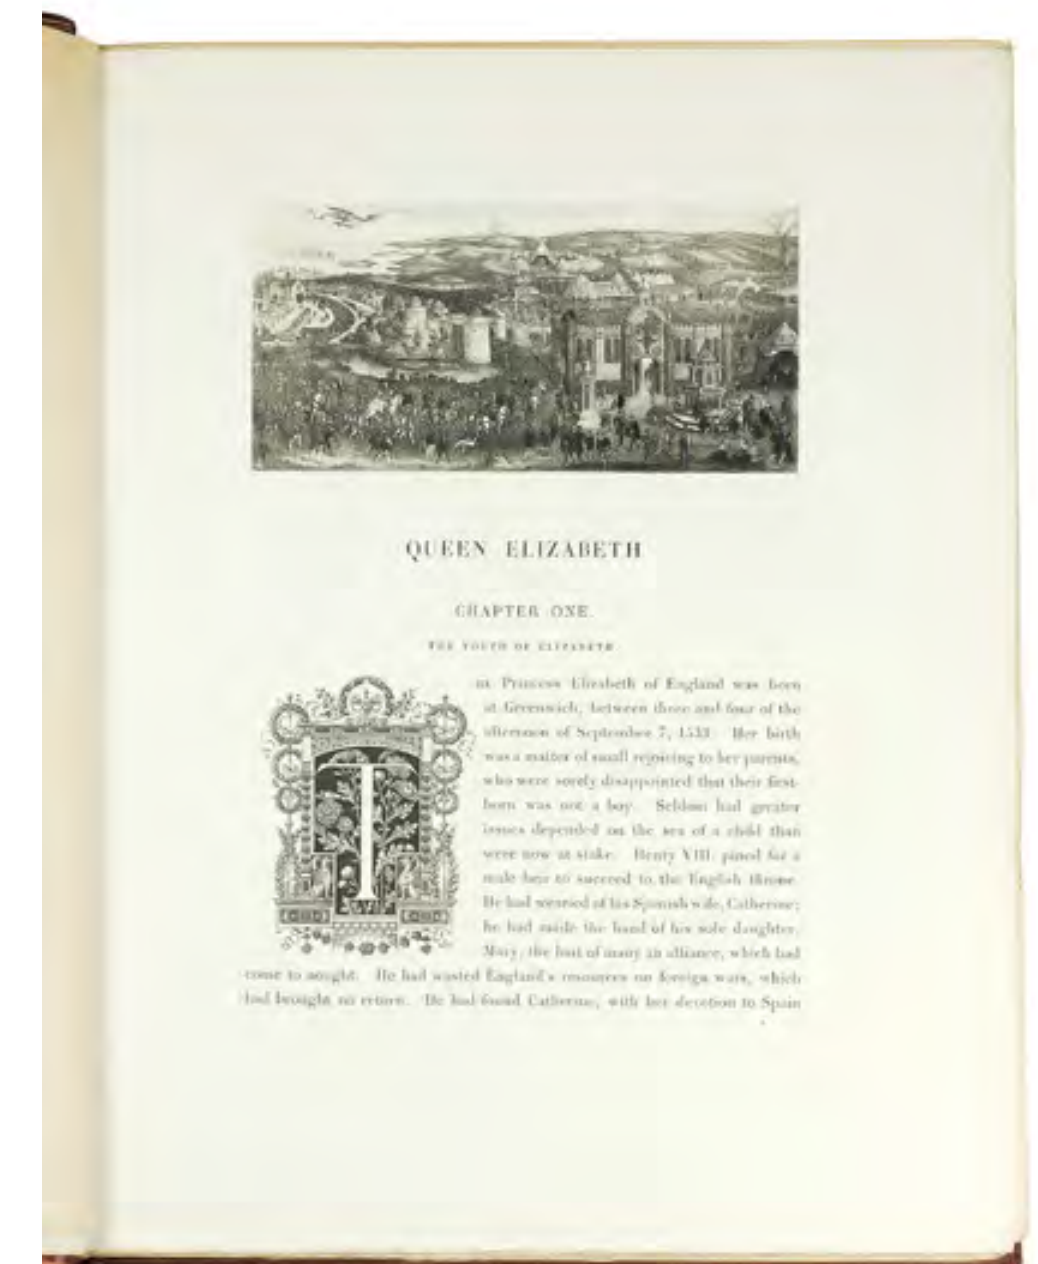 QUEEN ELIZABETH
CHAPTER ONE.
THE YOUTH OF ELIZABETH
THE Princess Elizabeth of England was born
at Greenwich, between three and four of the
afternoon of September 7, 1533. Her birth
was a matter of small rejoicing to her parents,
who were sorely disappointed that their first-
born was not a boy. Seldom had greater
issues depended on the sex of a child than
were now at stake. Henry VIII. pined for a
male heir to succeed to the English throne.
He had wearied of his Spanish wife, Catherine;
he had made the hand of his sole daughter,
Mary, the bait of many an alliance, which had
come to nought. He had wasted England's resources on foreign wars, which
had brought no return. He had found Catherine, with her devotion to Spain